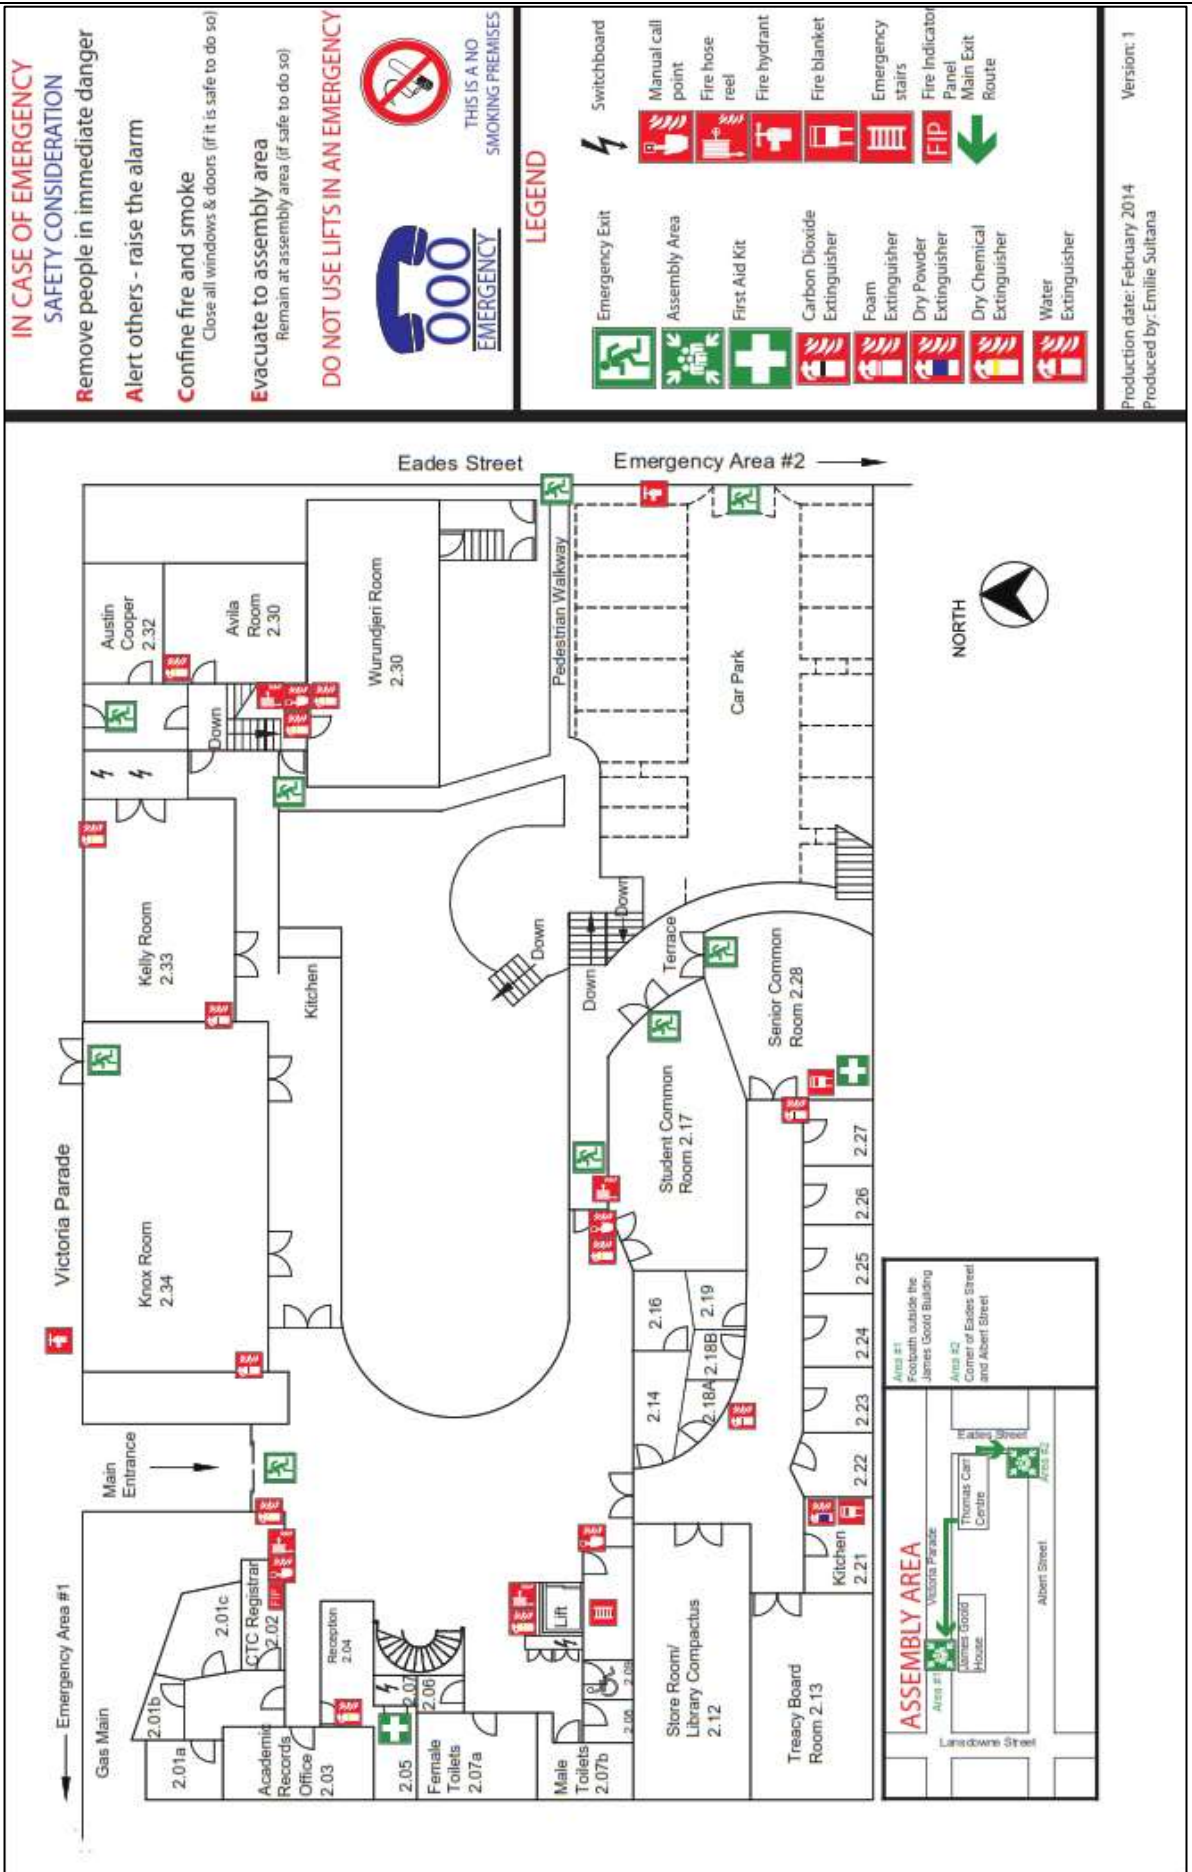 IN CASE OF EMERGENCY
SAFETY CONSIDERATION
Remove people in immediate danger
Alert others - raise the alarm
Confine fire and smoke
Close all windows & doors (if it is safe to do so)
Evacuate to assembly area
Remain at assembly area (if safe to do so)
DO NOT USE LIFTS IN AN EMERGENCY
000
EMERGENCY
THIS IS A NO
SMOKING PREMISES
LEGEND
Emergency Exit
Assembly Area
First Aid Kit
Carbon Dioxide
Extinguisher
Foam
Extinguisher
Dry Powder
Extinguisher
Dry Chemical
Extinguisher
Water
Extinguisher
Switchboard
Manual call
point
Fire hose
reel
Fire hydrant
Fire blanket
Emergency
stairs
FIP
Fire Indicator
Panel
Main Exit
Route
Production date: February 2014
Produced by: Emilie Sultana
Version: 1
Eades Street
Emergency Area #2
Austin
Cooper
2.32
Avila
Room
2.30
Wurundjeri Room
2.30
Pedestrian Walkway
Car Park
NORTH
Down
Kelly Room
2.33
Kitchen
Down
Down
Down
Terrace
Senior Common
Room 2.28
Student Common
Room 2.17
Victoria Parade
Knox Room
2.34
2.27
2.26
2.25
2.24
2.23
2.22
2.16
2.19
2.18B
2.14
2.18A
Main
Entrance
Kitchen
2.21
Emergency Area #1
Gas Main
2.01c
CTC Registrar
2.02
FIP
Reception
2.04
2.01b
2.01a
Academic
Records
Office
2.03
2.05
2.07
2.06
Female
Toilets
2.07a
Male
Toilets
2.07b
Lift
2.09
Store Room/
Library Compactus
2.12
Treacy Board
Room 2.13
ASSEMBLY AREA
Area #1
James Goold
House
Victoria Parade
Thomas Carr
Centre
Eades Street
Area #2
Albert Street
Lansdowne Street
Area #1
Footpath outside the
James Goold Building
Area #2
Corner of Eades Street
and Albert Street